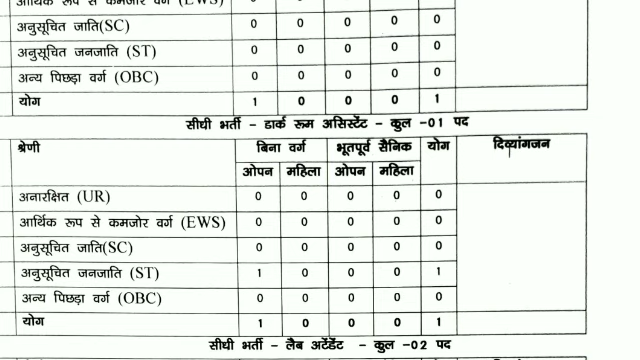 आर्थिक रूप से कमजोर वर्ग (EWS)
अनुसूचित जाति(SC) 0 0 0 0 0
अनुसूचित जनजाति (ST) 0 0 0 0 0
अन्य पिछड़ा वर्ग (OBC) 0 0 0 0 0
योग 1 0 0 0 1
सीधी भर्ती - डार्क रूम असिस्टेंट - कुल -01 पद
श्रेणी बिना वर्ग भूतपूर्व सैनिक योग दिव्यांगजन
ओपन महिला ओपन महिला
अनारक्षित (UR) 0 0 0 0 0
आर्थिक रूप से कमजोर वर्ग (EWS) 0 0 0 0 0
अनुसूचित जाति(SC) 0 0 0 0 0
अनुसूचित जनजाति (ST) 1 0 0 0 1
अन्य पिछड़ा वर्ग (OBC) 0 0 0 0 0
योग 1 0 0 0 1
सीधी भर्ती - लैब अटेंडेंट - कुल -02 पद